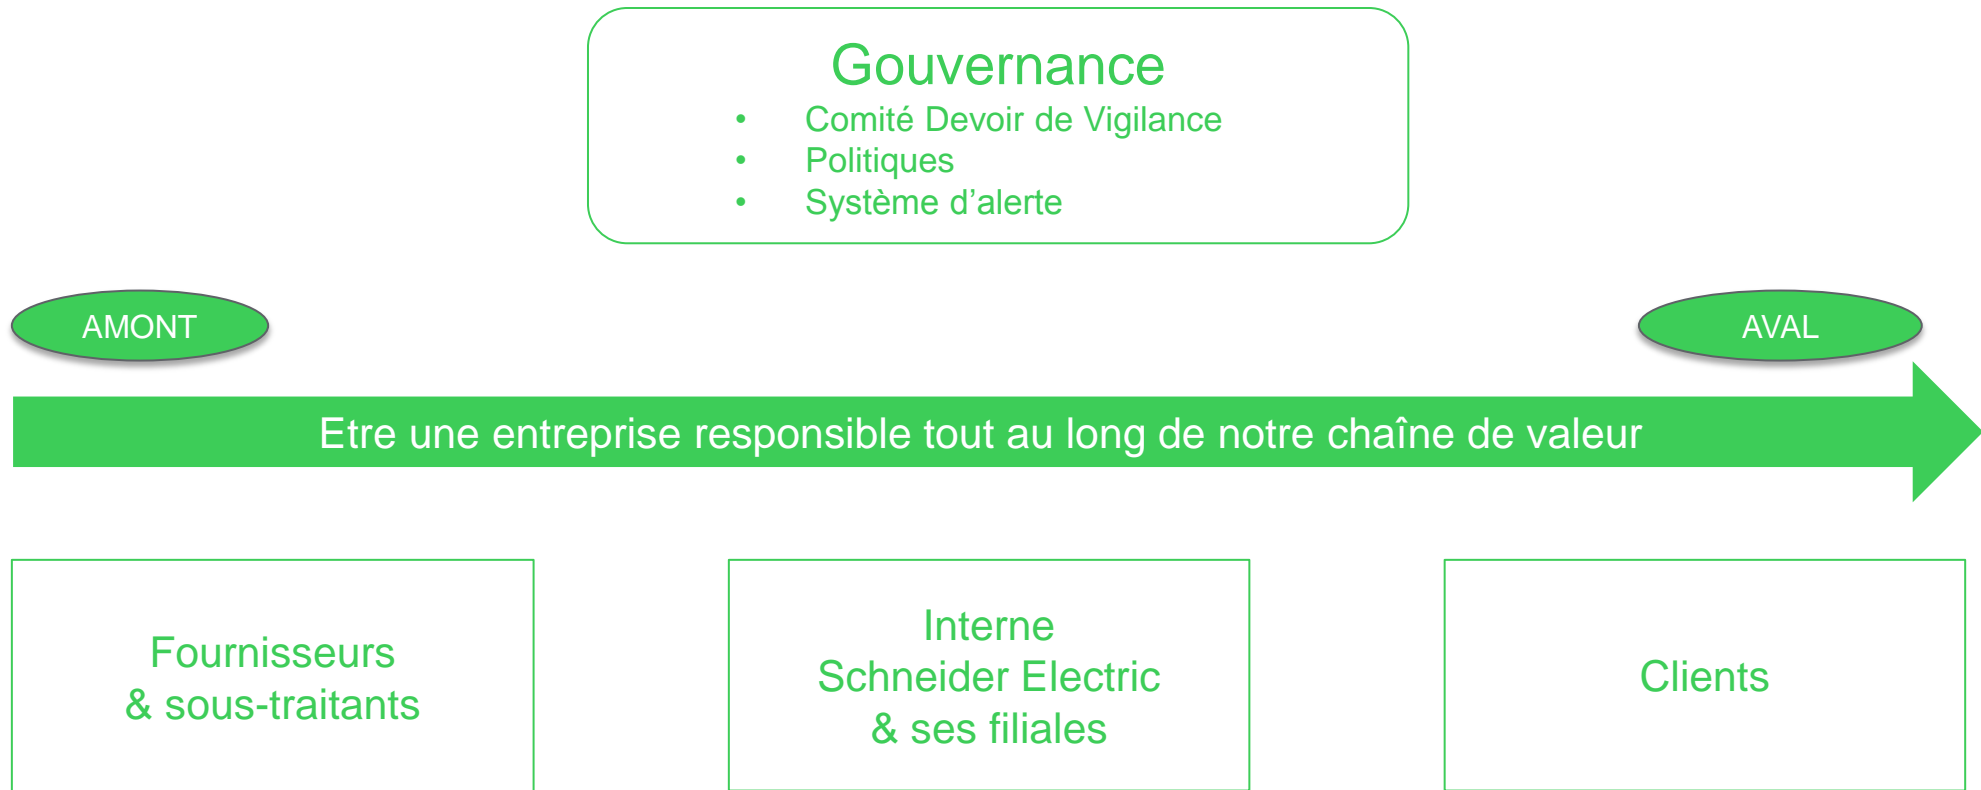 Gouvernance
• Comité Devoir de Vigilance
• Politiques
• Système d’alerte
AMONT
AVAL
Etre une entreprise responsible tout au long de notre chaîne de valeur
Fournisseurs
& sous-traitants
Interne
Schneider Electric
& ses filiales
Clients